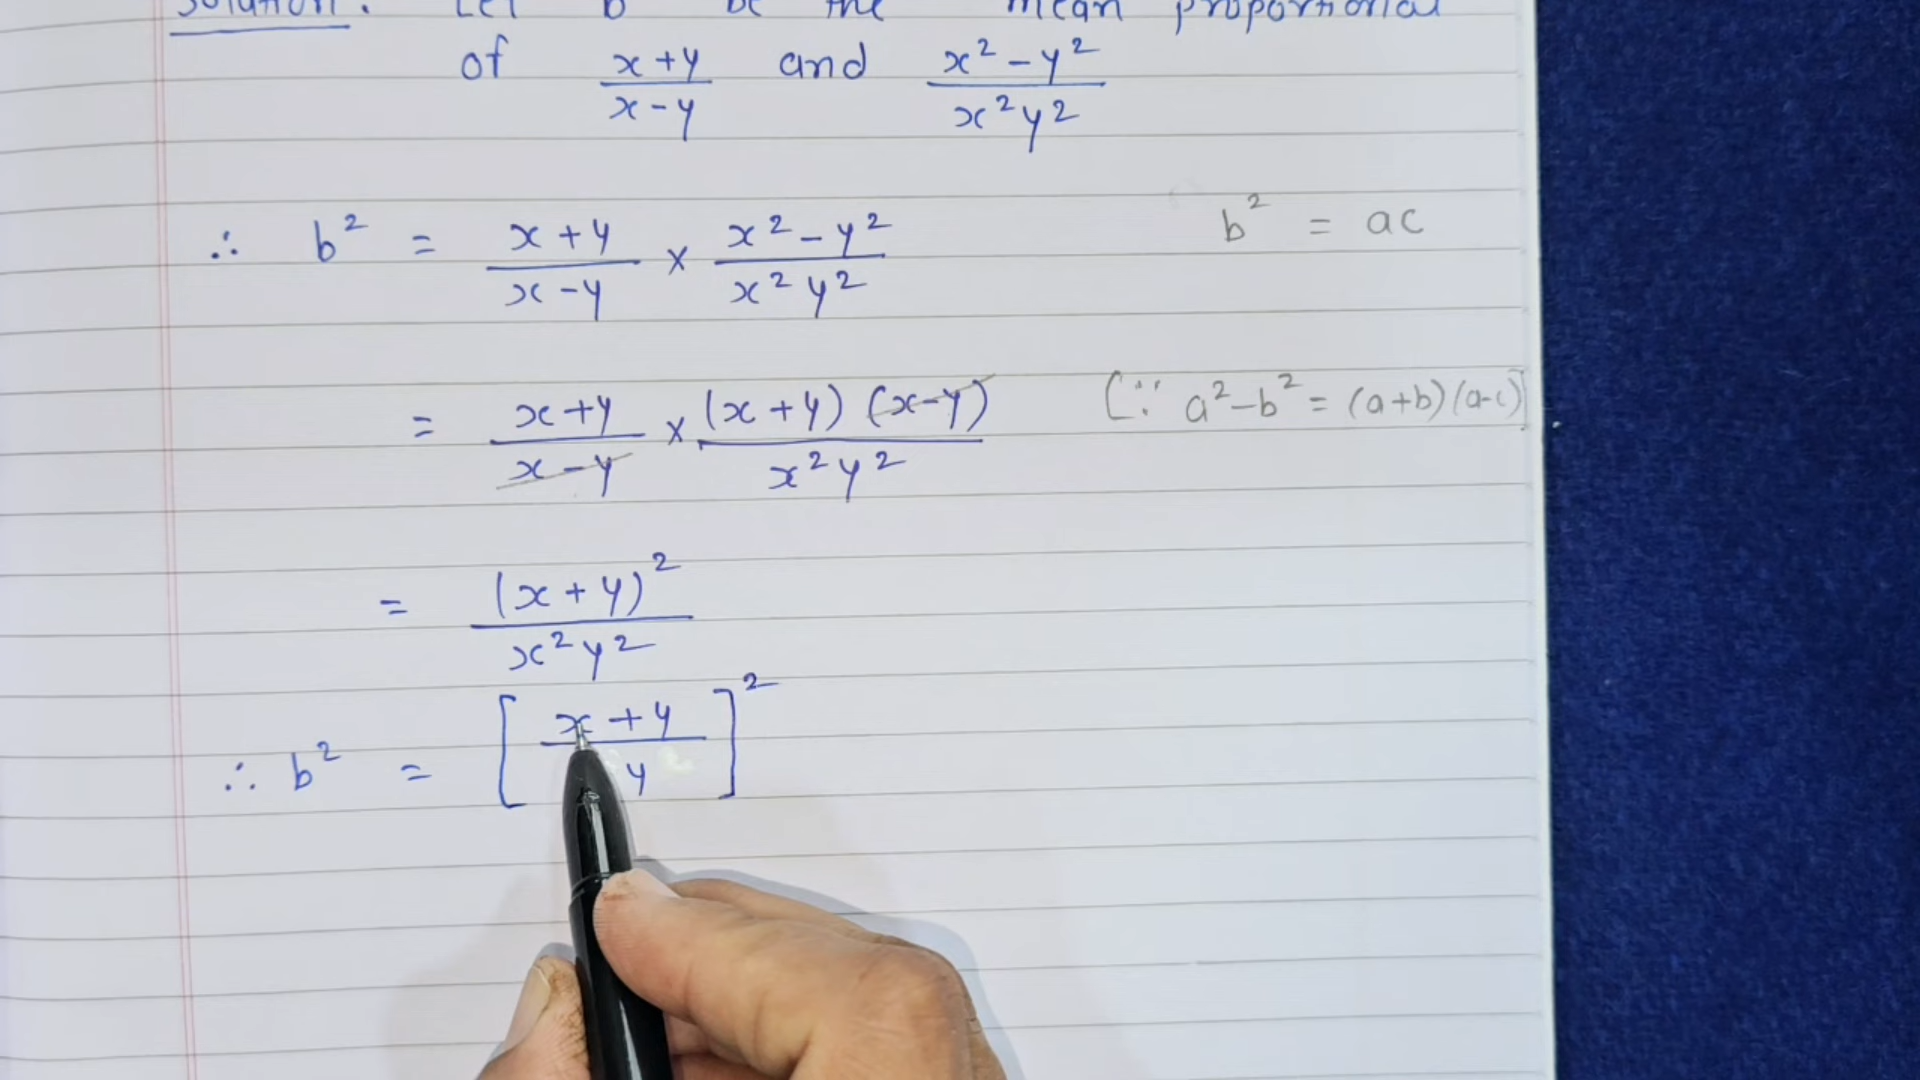 Solution : Let b be the mean proportional
of x+y/x-y and x²-y²/x²y²
∴ b² = x+y/x-y × x²-y²/x²y² b² = ac
= x+y/x-y × (x+y)(x-y)/x²y² [∵ a²-b² = (a+b)(a-c)]
= (x+y)²/x²y²
∴ b² = [x+y/y]²